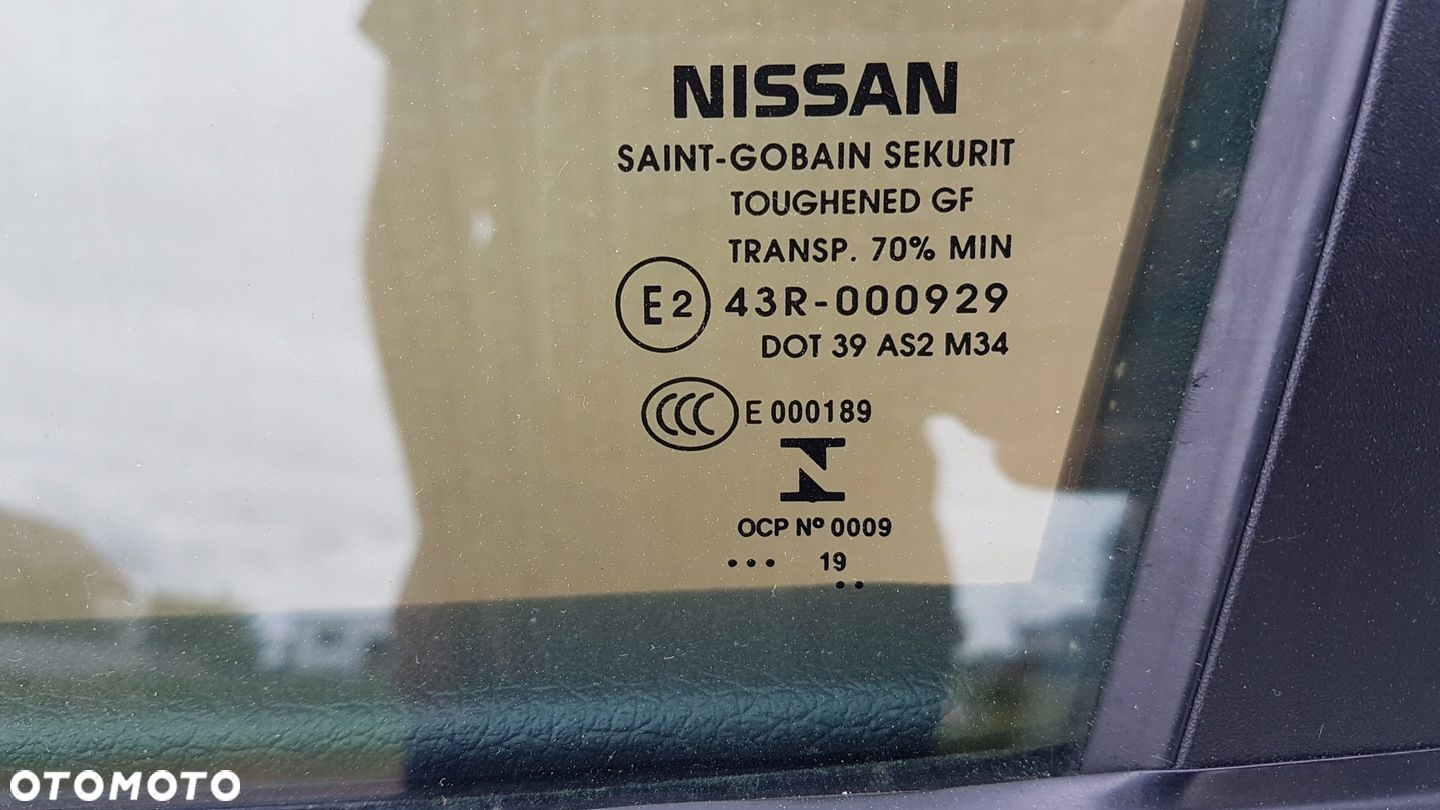 NISSAN
SAINT-GOBAIN SEKURIT
TOUGHENED GF
TRANSP. 70% MIN
E2 43R-000929
DOT 39 AS2 M34
CCC E 000189
OCP Nº 0009
... 19
..
OTOMOTO